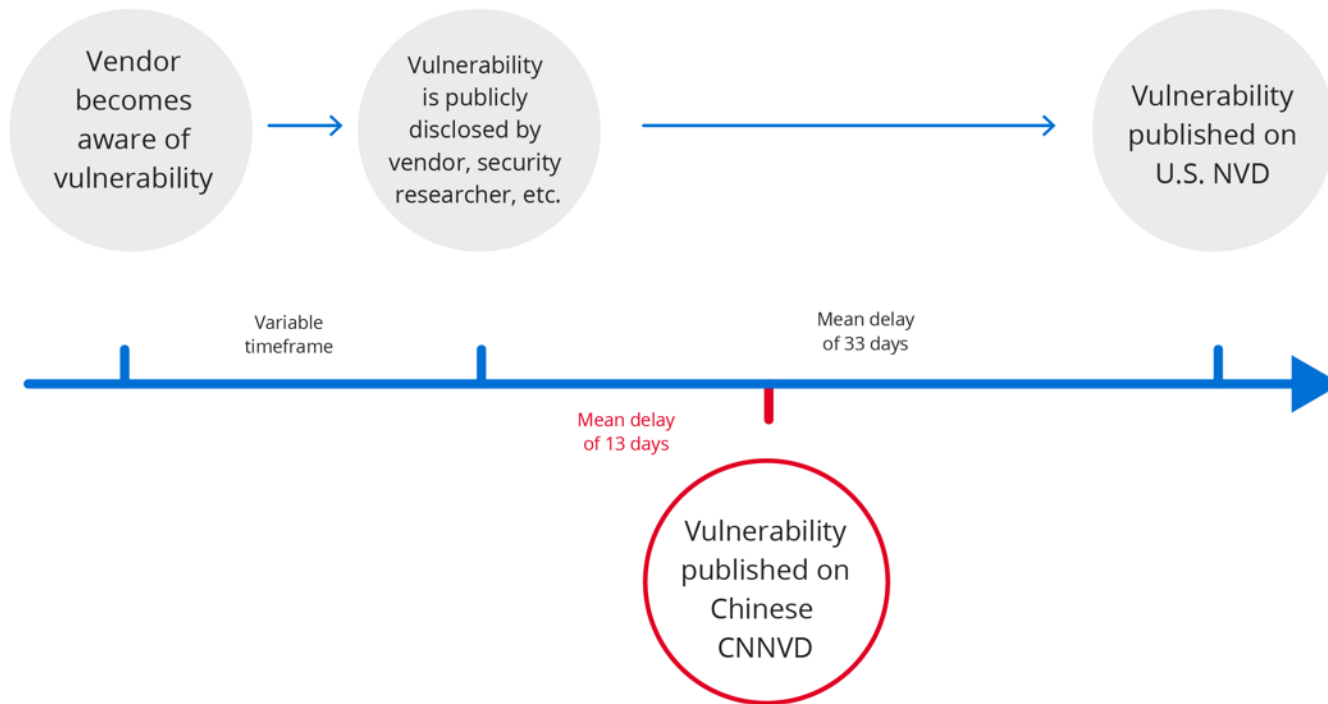 Vendor
becomes
aware of
vulnerability
Vulnerability
is publicly
disclosed by
vendor, security
researcher, etc.
Vulnerability
published on
U.S. NVD
Variable
timeframe
Mean delay
of 33 days
Mean delay
of 13 days
Vulnerability
published on
Chinese
CNNVD